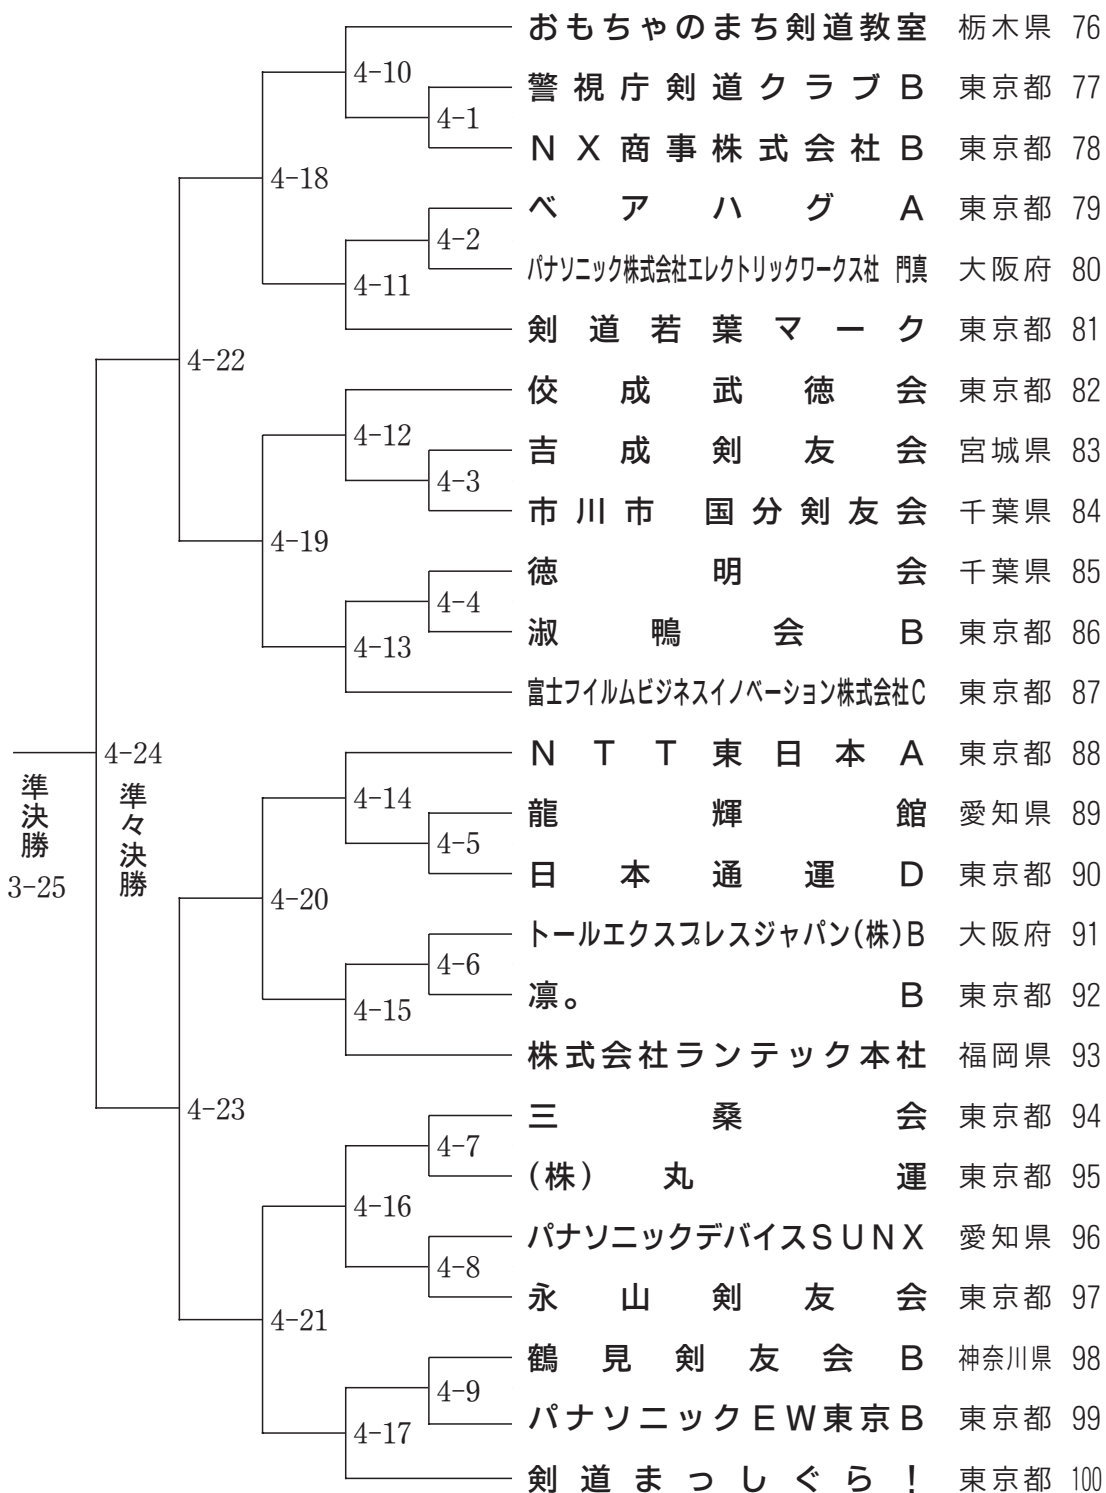 おもちゃのまち剣道教室 栃木県 76
4-10
警視庁剣道クラブB 東京都 77
4-1
NX商事株式会社B 東京都 78
4-18
ベアハグA 東京都 79
4-2
パナソニック株式会社エレクトリックワークス社 門真 大阪府 80
4-11
剣道若葉マーク 東京都 81
4-22
佼成武徳会 東京都 82
4-12
吉成剣友会 宮城県 83
4-3
市川市 国分剣友会 千葉県 84
4-19
徳明会 千葉県 85
4-4
淑鴨会B 東京都 86
4-13
富士フイルムビジネスイノベーション株式会社C 東京都 87
4-24
準々決勝
準決勝
3-25
NTT東日本A 東京都 88
4-14
龍輝館 愛知県 89
4-5
日本通運D 東京都 90
4-20
トールエクスプレスジャパン(株)B 大阪府 91
4-6
凛。B 東京都 92
4-15
株式会社ランテック本社 福岡県 93
4-23
三桑会 東京都 94
4-7
(株)丸運 東京都 95
4-16
パナソニックデバイスSUNX 愛知県 96
4-8
永山剣友会 東京都 97
4-21
鶴見剣友会B 神奈川県 98
4-9
パナソニックEW東京B 東京都 99
4-17
剣道まっしぐら! 東京都 100